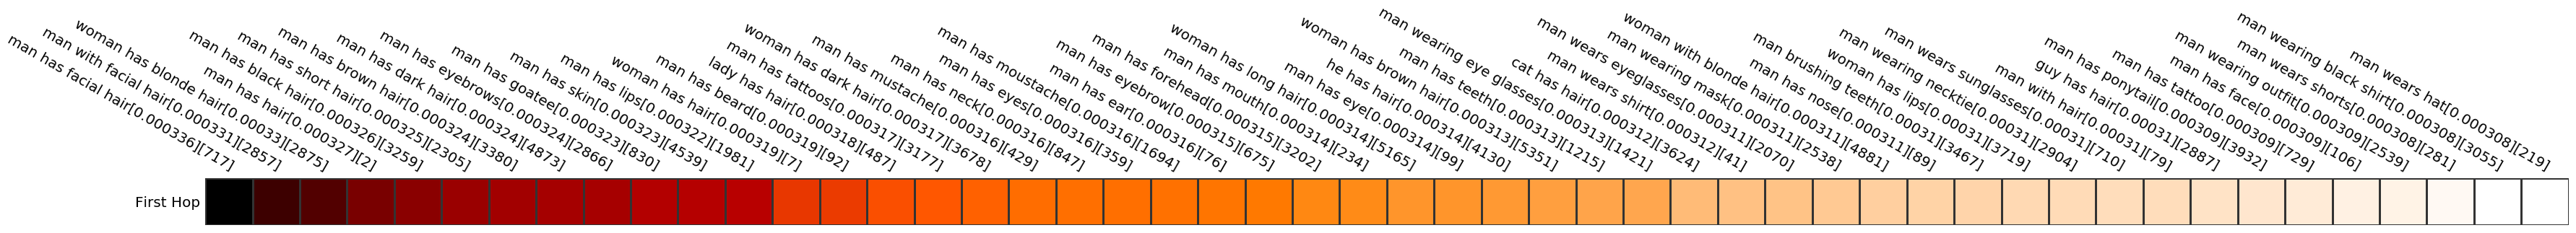 man has facial hair[0.000336][717]
man with facial hair[0.000331][2857]
woman has blonde hair[0.00033][2875]
man has hair[0.000327][2]
man has black hair[0.000326][3259]
man has short hair[0.000325][2305]
man has brown hair[0.000324][3380]
man has dark hair[0.000324][4873]
man has eyebrows[0.000324][2866]
man has goatee[0.000323][830]
man has skin[0.000323][4539]
man has lips[0.000322][1981]
woman has hair[0.000319][7]
man has beard[0.000319][92]
lady has hair[0.000318][487]
man has tattoos[0.000317][3177]
woman has dark hair[0.000317][3678]
man has mustache[0.000316][429]
man has neck[0.000316][847]
man has eyes[0.000316][359]
man has moustache[0.000316][1694]
man has ear[0.000316][76]
man has eyebrow[0.000315][675]
man has forehead[0.000315][3202]
man has mouth[0.000314][234]
woman has long hair[0.000314][5165]
man has eye[0.000314][99]
he has hair[0.000314][4130]
woman has brown hair[0.000313][5351]
man has teeth[0.000313][1215]
man wearing eye glasses[0.000313][1421]
cat has hair[0.000312][3624]
man wears shirt[0.000312][41]
man wears eyeglasses[0.000311][2070]
man wearing mask[0.000311][2538]
woman with blonde hair[0.000311][4881]
man has nose[0.000311][89]
man brushing teeth[0.00031][3467]
woman has lips[0.00031][3719]
man wearing necktie[0.00031][2904]
man wears sunglasses[0.00031][710]
man with hair[0.00031][79]
guy has hair[0.00031][2887]
man has ponytail[0.000309][3932]
man has tattoo[0.000309][729]
man has face[0.000309][106]
man wearing outfit[0.000309][2539]
man wears shorts[0.000308][281]
man wearing black shirt[0.000308][3055]
man wears hat[0.000308][219]
First Hop